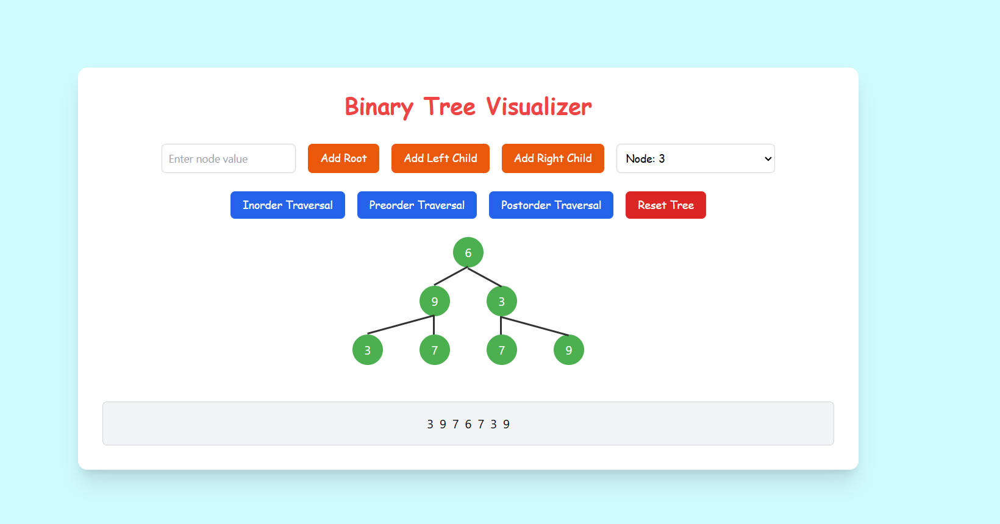 Binary Tree Visualizer
Enter node value Add Root Add Left Child Add Right Child Node: 3
Inorder Traversal Preorder Traversal Postorder Traversal Reset Tree
6
9 3
3 7 7 9
3 9 7 6 7 3 9